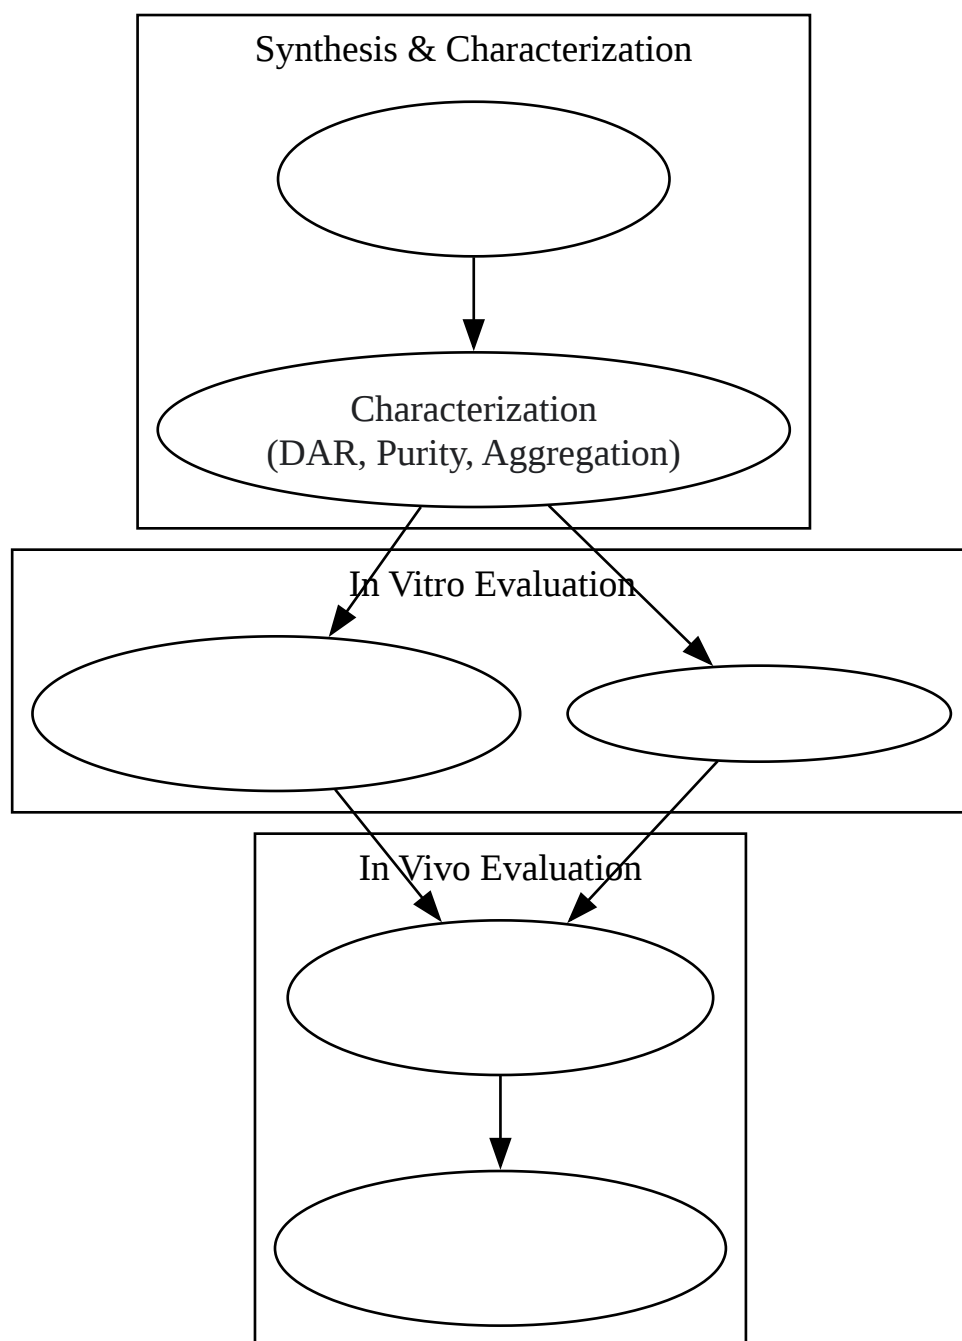 Synthesis & Characterization
Characterization
(DAR, Purity, Aggregation)
In Vitro Evaluation
In Vivo Evaluation